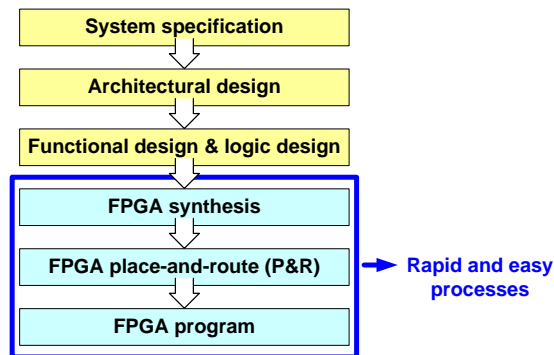 System specification
Architectural design
Functional design & logic design
FPGA synthesis
FPGA place-and-route (P&R)
FPGA program
Rapid and easy
processes